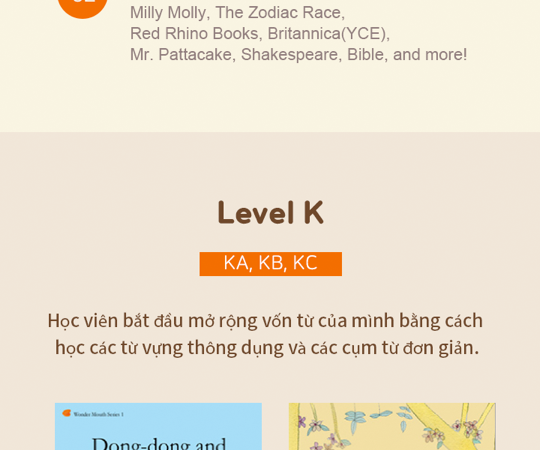 Milly Molly, The Zodiac Race,
Red Rhino Books, Britannica(YCE),
Mr. Pattacake, Shakespeare, Bible, and more!
Level K
KA, KB, KC
Học viên bắt đầu mở rộng vốn từ của mình bằng cách
học các từ vựng thông dụng và các cụm từ đơn giản.
Wonder Mouth Series 1
Dong-dong and